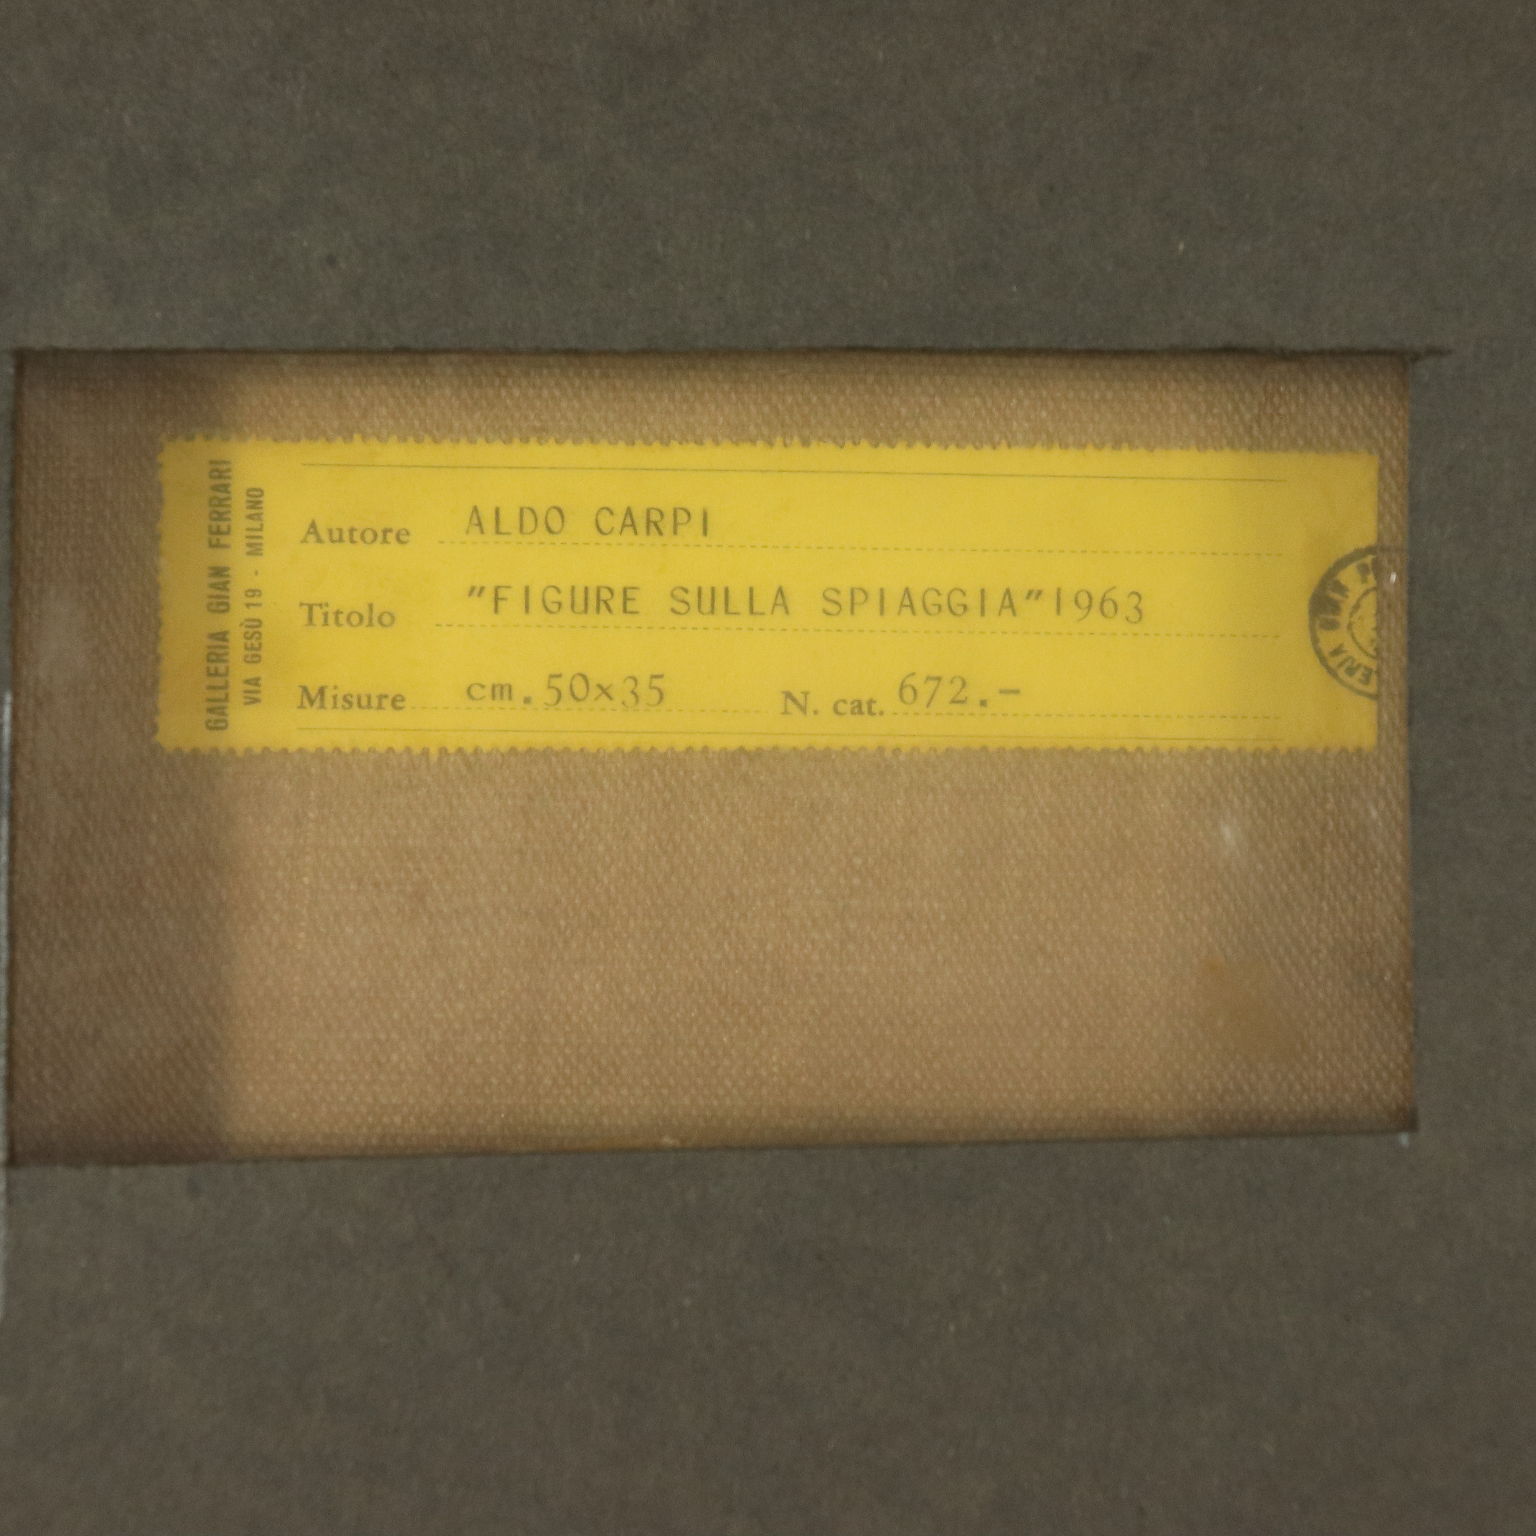 GALLERIA GIAN FERRARI
VIA GESÙ 19 - MILANO
Autore ALDO CARPI
Titolo "FIGURE SULLA SPIAGGIA" 1963
Misure cm. 50x35 N. cat. 672.-